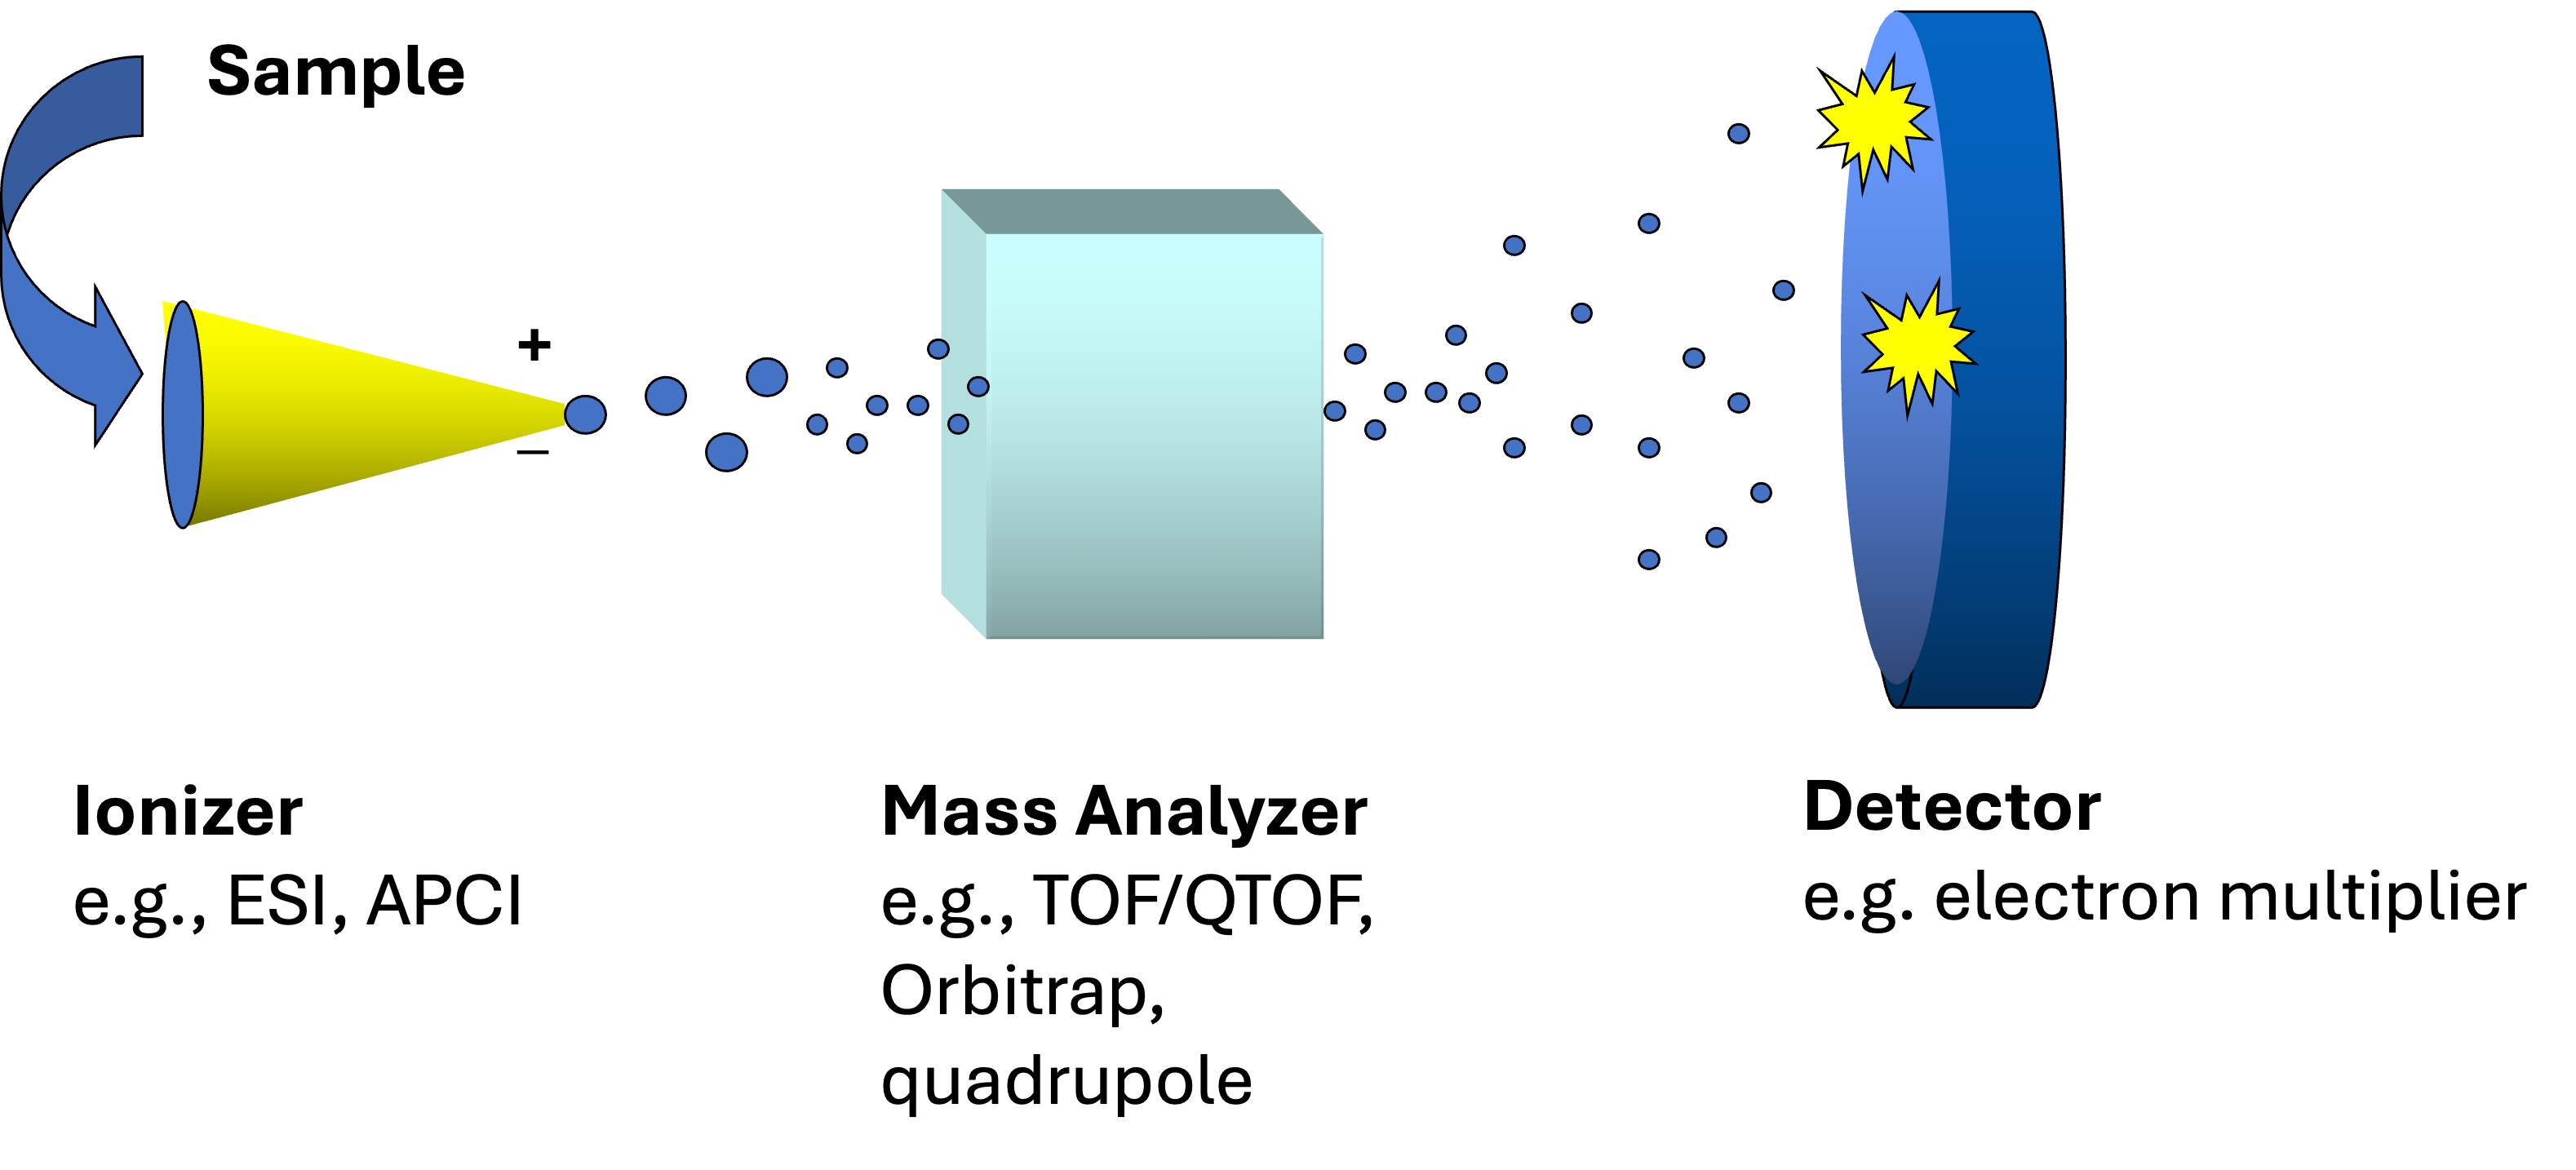 Sample
+
–
Ionizer
e.g., ESI, APCI
Mass Analyzer
e.g., TOF/QTOF,
Orbitrap,
quadrupole
Detector
e.g. electron multiplier